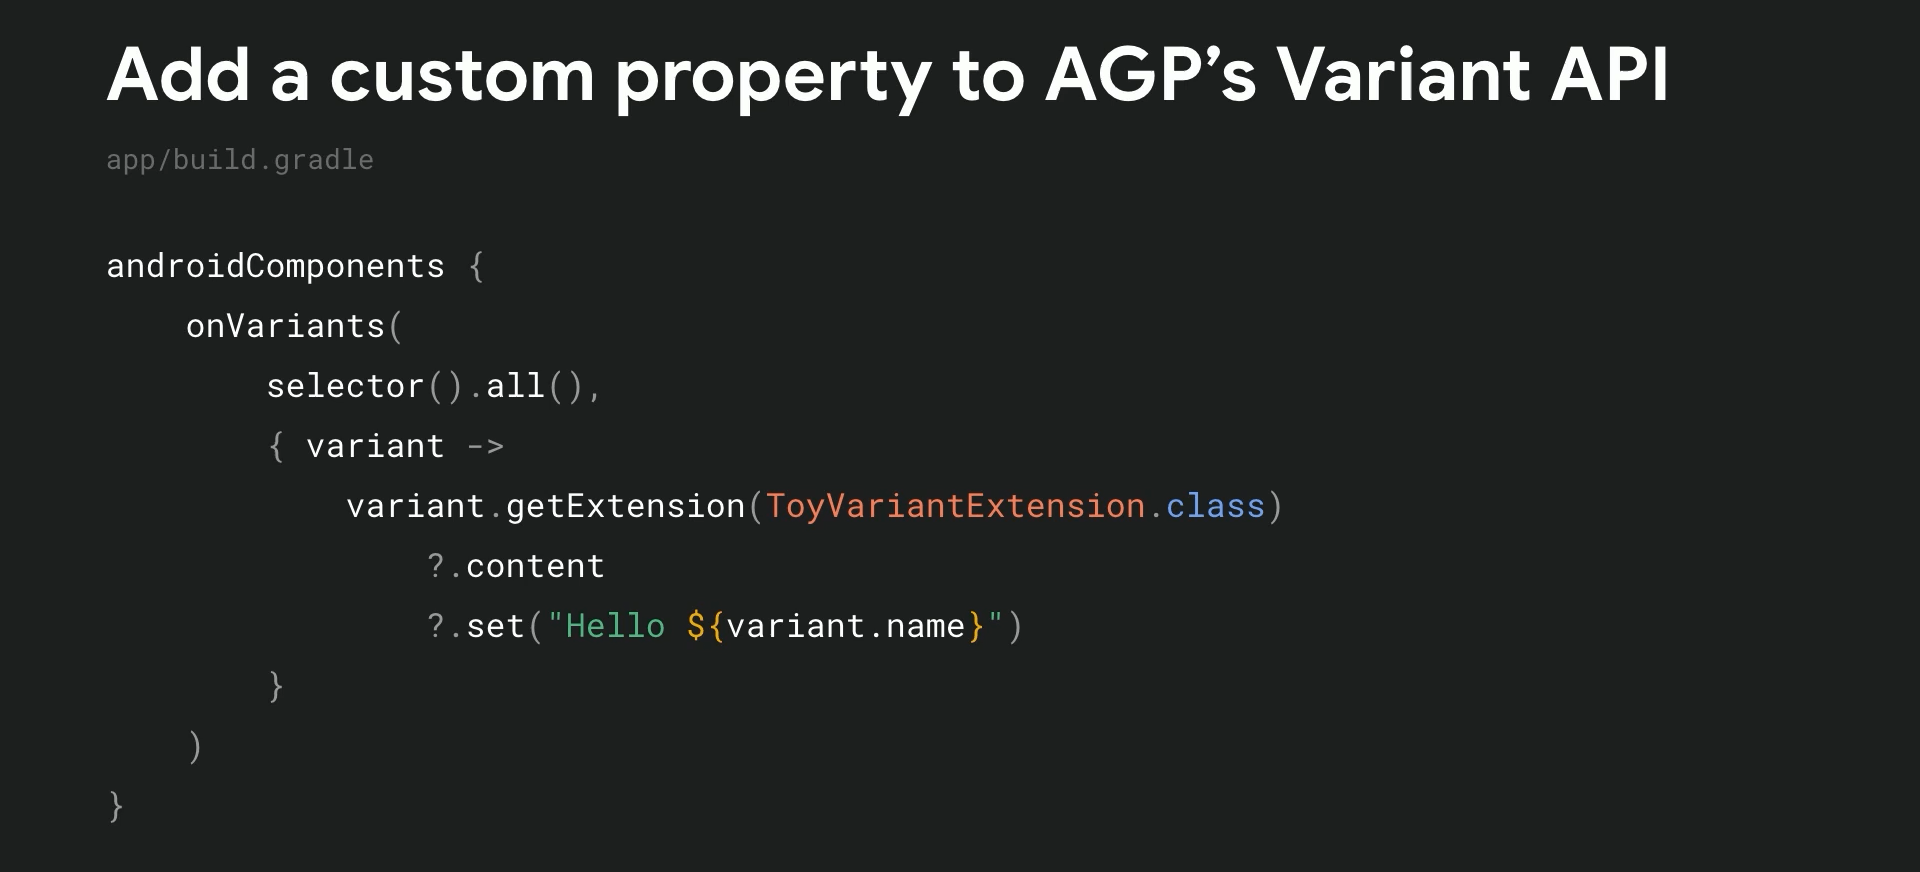 Add a custom property to AGP’s Variant API
app/build.gradle
androidComponents {
    onVariants(
        selector().all(),
        { variant ->
            variant.getExtension(ToyVariantExtension.class)
                ?.content
                ?.set("Hello ${variant.name}")
        }
    )
}